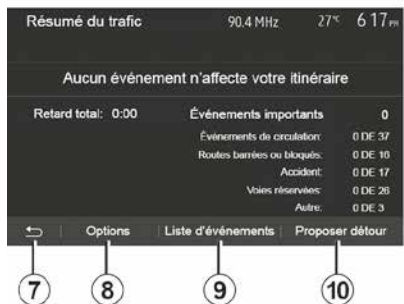 Résumé du trafic 90.4 MHz 27°C 6 17 PM
Aucun événement n'affecte votre itinéraire
Retard total: 0:00 Événements importants 0
Événements de circulation: 0 DE 37
Routes barrées ou bloqués: 0 DE 16
Accident: 0 DE 17
Voies réservées: 0 DE 26
Autre: 0 DE 3
Options Liste d'événements Proposer détour
7 8 9 10